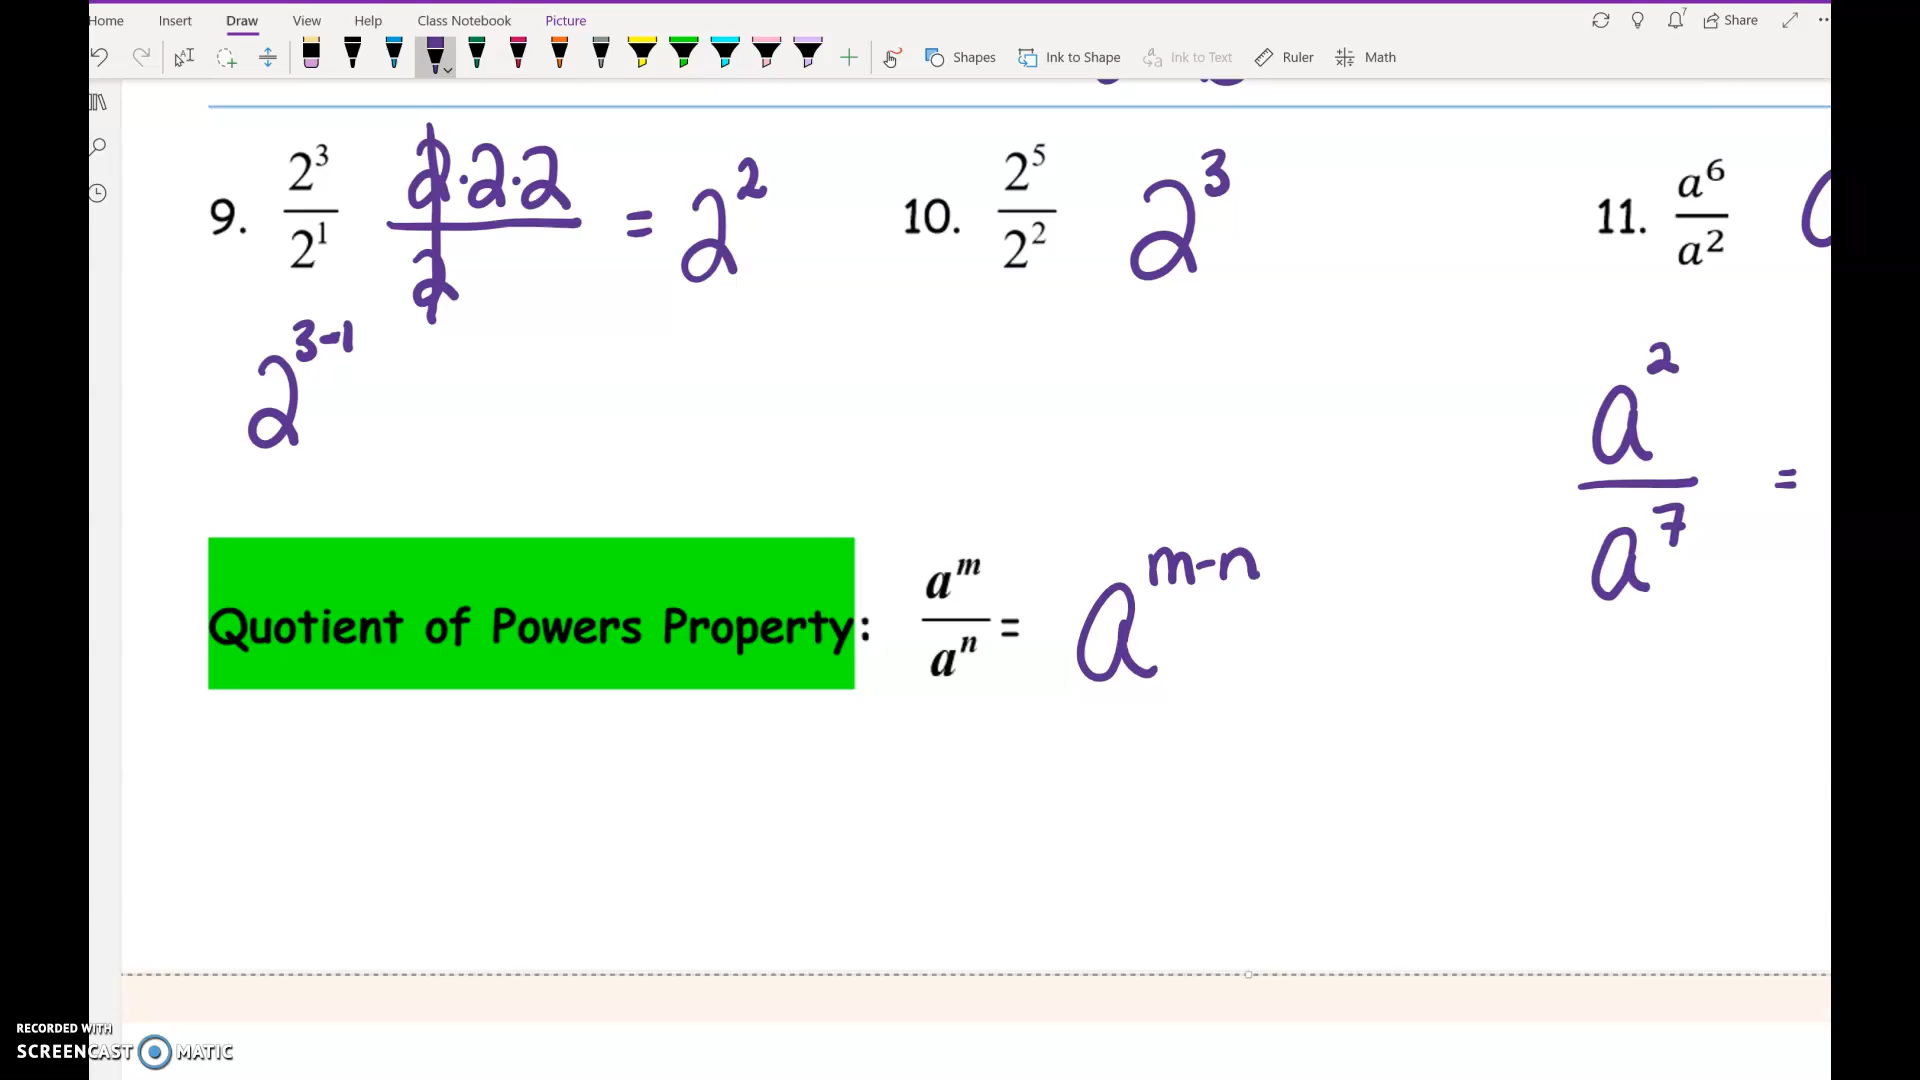 Home Insert Draw View Help Class Notebook Picture 7 Share
Shapes Ink to Shape Ink to Text Ruler Math
9. 2^3/2^1 2·2·2/2 = 2^2 10. 2^5/2^2 2^3 11. a^6/a^2
2^{3-1}
a^2/a^7 =
Quotient of Powers Property: a^m/a^n = a^{m-n}
RECORDED WITH
SCREENCAST MATIC